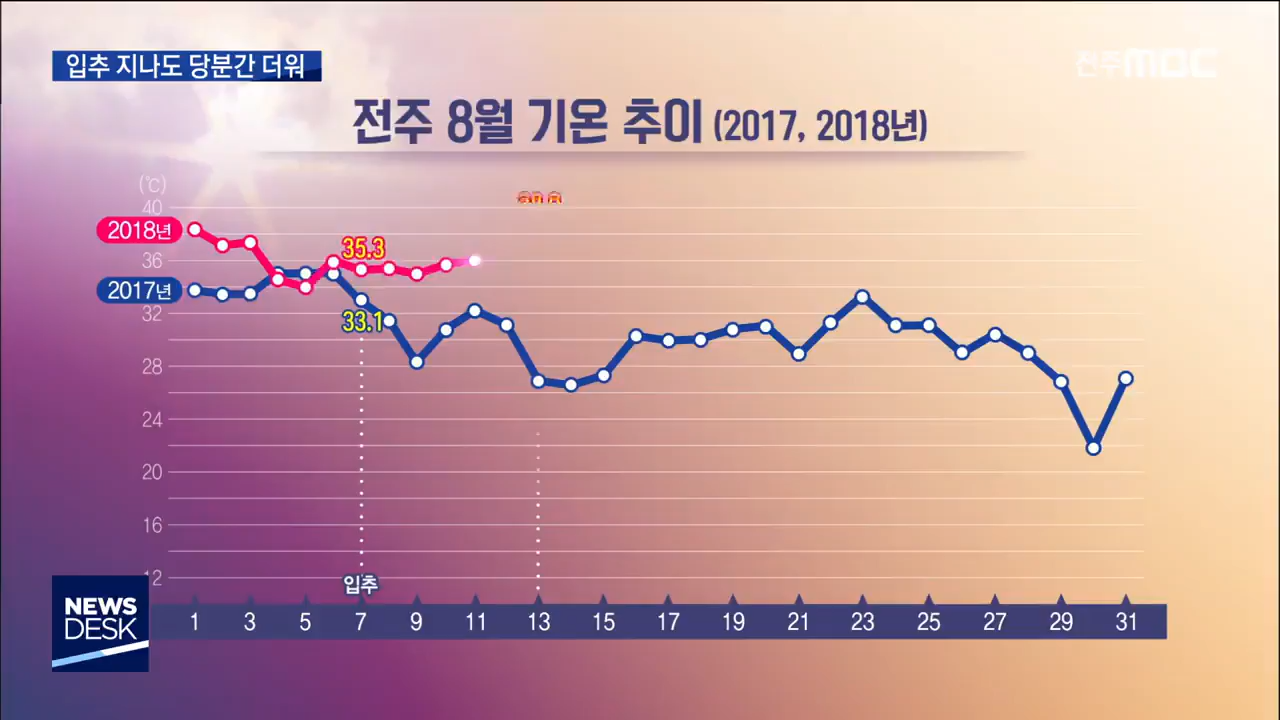 입추 지나도 당분간 더워
전주MBC
전주 8월 기온 추이 (2017, 2018년)
(℃)
40
2018년
35.3
36
2017년
33.1
32
28
24
20
16
입추
12
1 3 5 7 9 11 13 15 17 19 21 23 25 27 29 31
NEWS
DESK